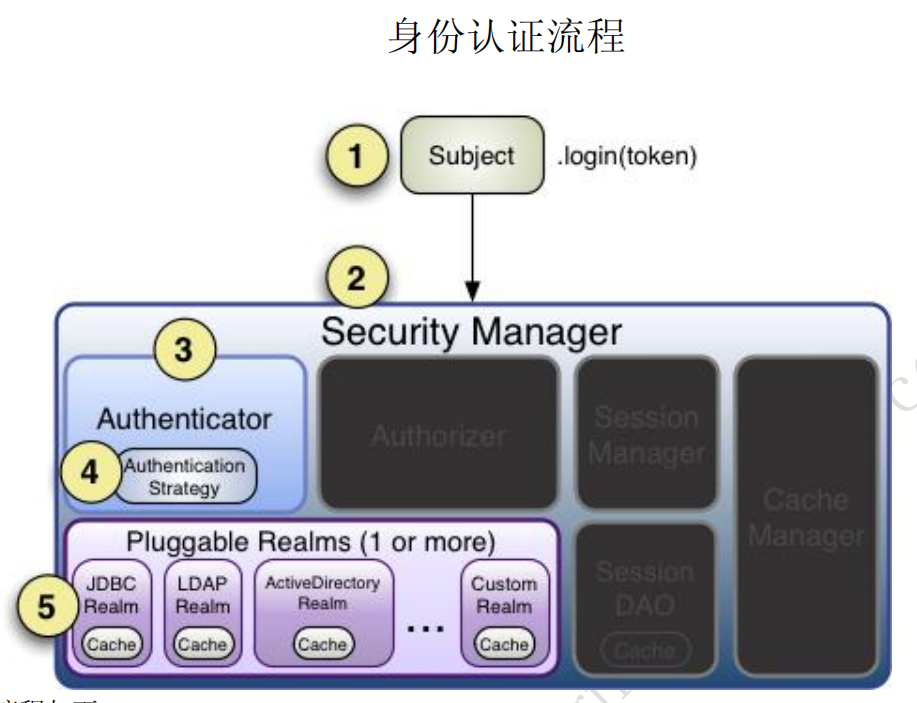 身份认证流程
1
Subject
.login(token)
2
Security Manager
3
Authenticator
4
Authentication
Strategy
Authorizer
Session
Manager
Cache
Manager
Pluggable Realms (1 or more)
5
JDBC
Realm
Cache
LDAP
Realm
Cache
ActiveDirectory
Realm
Cache
...
Custom
Realm
Cache
Session
DAO
Cache